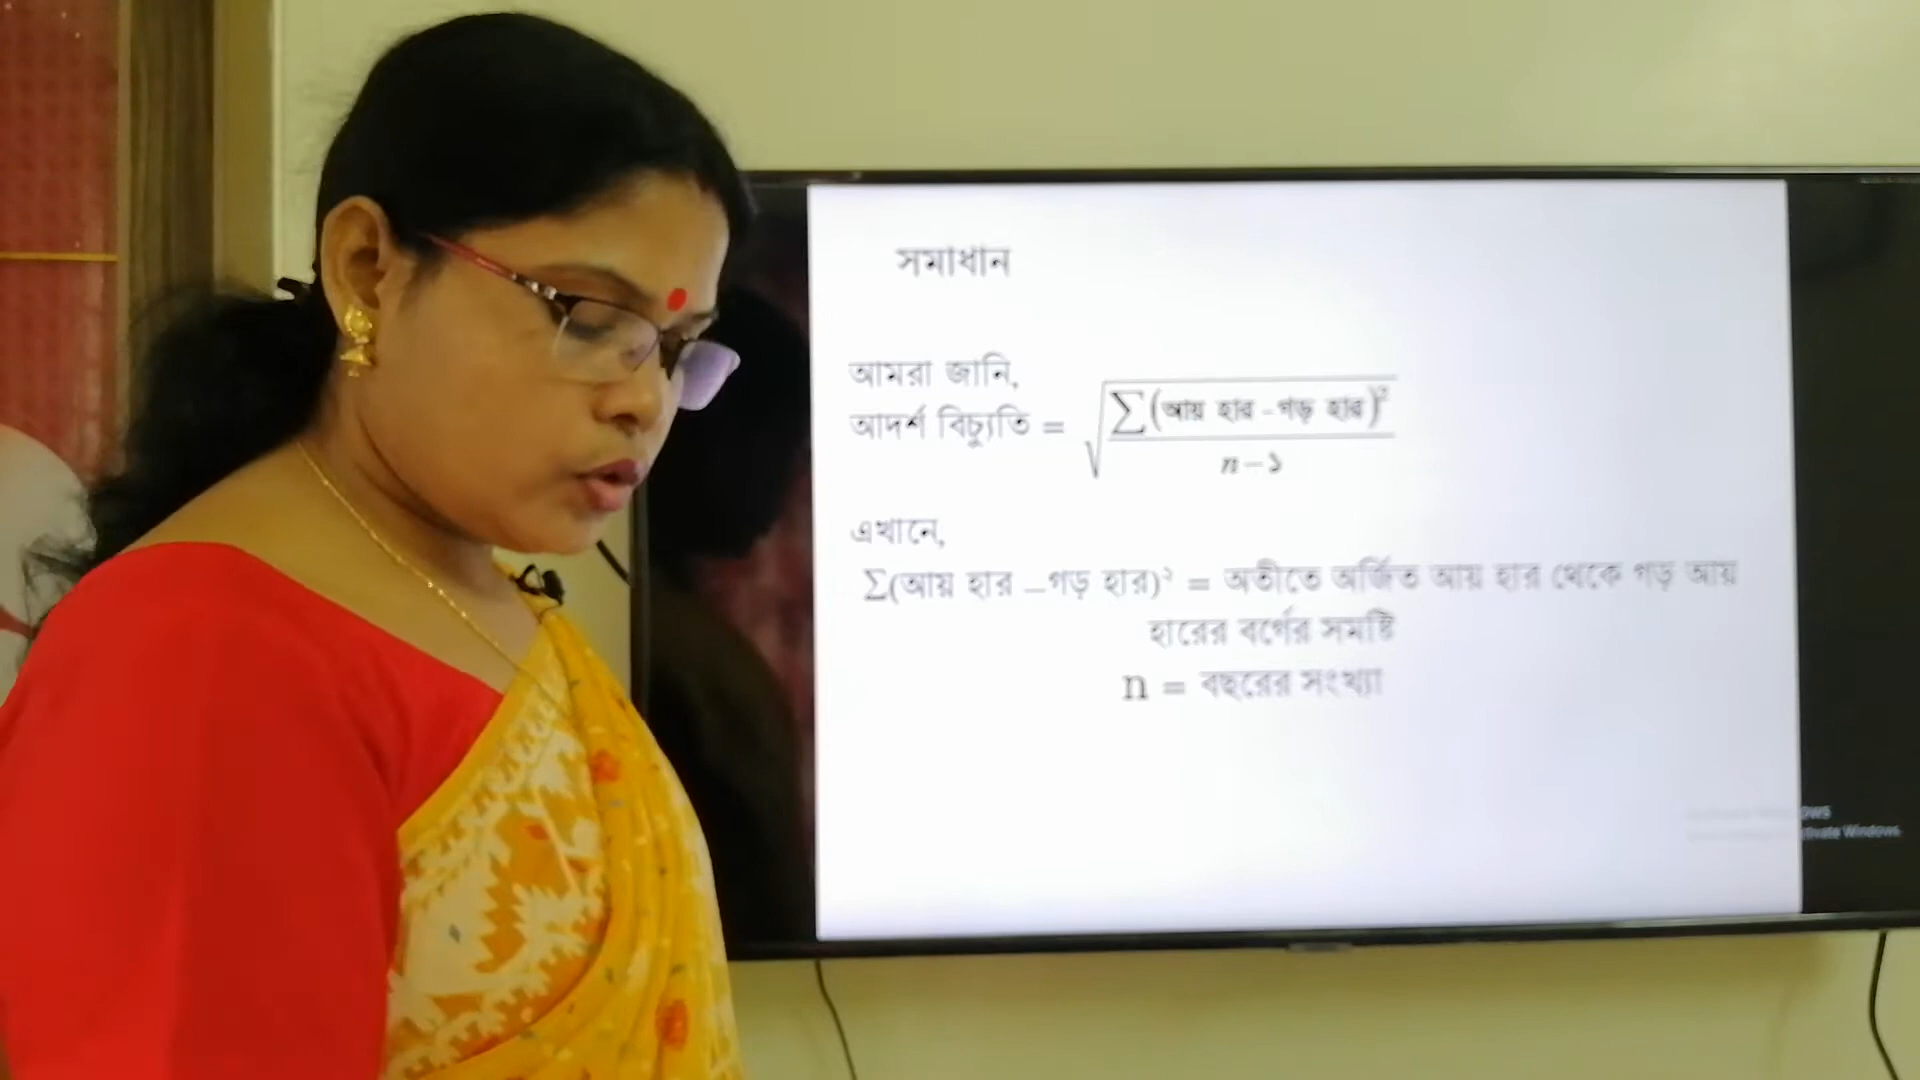 সমাধান
আমরা জানি,
আদর্শ বিচ্যুতি = √(∑(আয় হার - গড় হার)²/ n – ১)
এখানে,
∑(আয় হার –গড় হার)² = অতীতে অর্জিত আয় হার থেকে গড় আয়
হারের বর্গের সমষ্টি
n = বছরের সংখ্যা